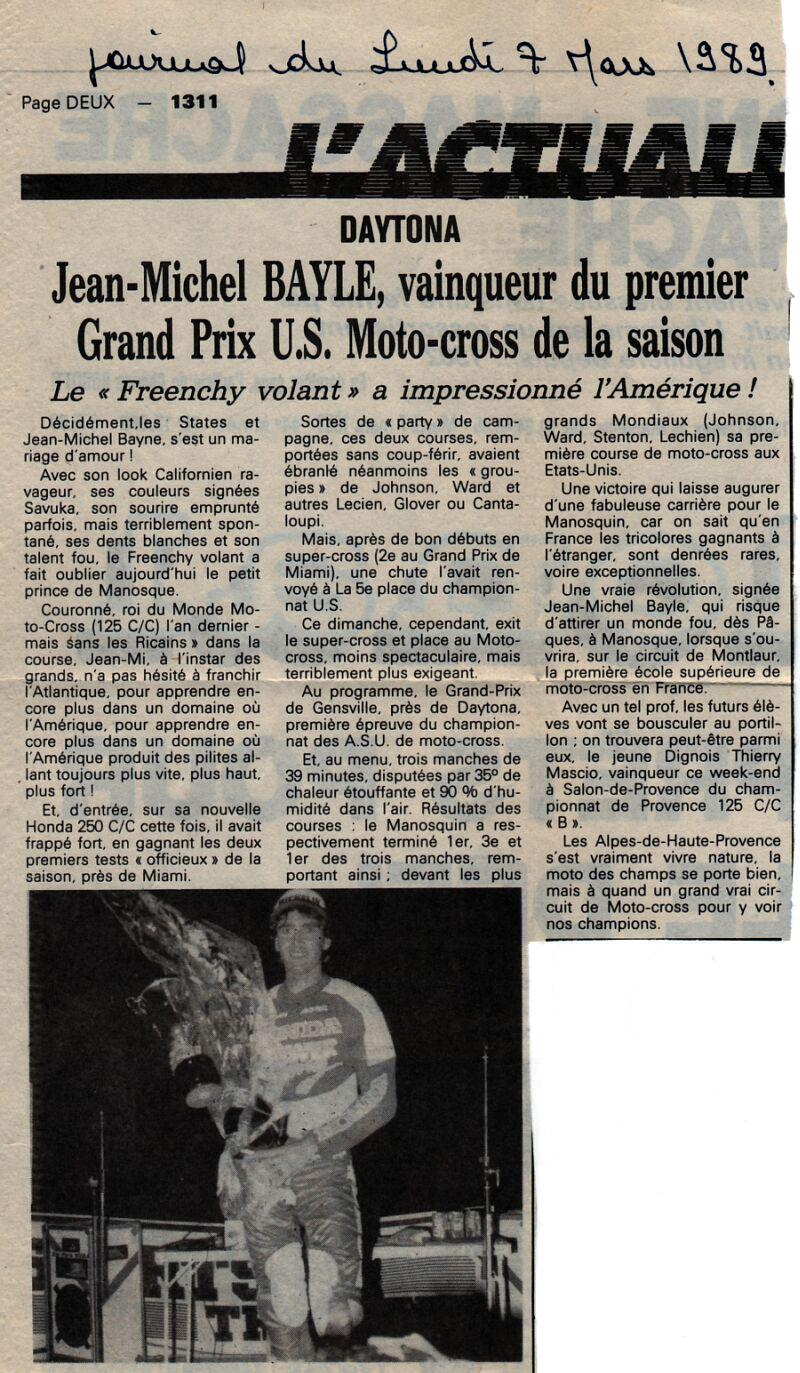 journal du Lundi 7 Mars 1989.
Page DEUX — 1311
L'ACTUALI
DAYTONA
Jean-Michel BAYLE, vainqueur du premier
Grand Prix U.S. Moto-cross de la saison
Le « Freenchy volant » a impressionné l'Amérique !
Décidément,les States et
Jean-Michel Bayne, s'est un ma-
riage d'amour !
Avec son look Californien ra-
vageur, ses couleurs signées
Savuka, son sourire emprunté
parfois, mais terriblement spon-
tané, ses dents blanches et son
talent fou, le Freenchy volant a
fait oublier aujourd'hui le petit
prince de Manosque.
Couronné, roi du Monde Mo-
to-Cross (125 C/C) l'an dernier -
mais sans les Ricains » dans la
course, Jean-Mi, à l'instar des
grands, n'a pas hésité à franchir
l'Atlantique, pour apprendre en-
core plus dans un domaine où
l'Amérique, pour apprendre en-
core plus dans un domaine où
l'Amérique produit des pilites al-
lant toujours plus vite, plus haut,
plus fort !
Et, d'entrée, sur sa nouvelle
Honda 250 C/C cette fois, il avait
frappé fort, en gagnant les deux
premiers tests « officieux » de la
saison, près de Miami.
Sortes de « party » de cam-
pagne, ces deux courses, rem-
portées sans coup-férir, avaient
ébranlé néanmoins les « grou-
pies » de Johnson, Ward et
autres Lecien, Glover ou Canta-
loupi.
Mais, après de bon débuts en
super-cross (2e au Grand Prix de
Miami), une chute l'avait ren-
voyé à La 5e place du champion-
nat U.S.
Ce dimanche, cependant, exit
le super-cross et place au Moto-
cross, moins spectaculaire, mais
terriblement plus exigeant.
Au programme, le Grand-Prix
de Gensville, près de Daytona,
première épreuve du champion-
nat des A.S.U. de moto-cross.
Et, au menu, trois manches de
39 minutes, disputées par 35º de
chaleur étouffante et 90 % d'hu-
midité dans l'air. Résultats des
courses : le Manosquin a res-
pectivement terminé 1er, 3e et
1er des trois manches, rem-
portant ainsi ; devant les plus
grands Mondiaux (Johnson,
Ward, Stenton, Lechien) sa pre-
mière course de moto-cross aux
Etats-Unis.
Une victoire qui laisse augurer
d'une fabuleuse carrière pour le
Manosquin, car on sait qu'en
France les tricolores gagnants à
l'étranger, sont denrées rares,
voire exceptionnelles.
Une vraie révolution, signée
Jean-Michel Bayle, qui risque
d'attirer un monde fou, dès Pâ-
ques, à Manosque, lorsque s'ou-
vrira, sur le circuit de Montlaur,
la première école supérieure de
moto-cross en France.
Avec un tel prof, les futurs élè-
ves vont se bousculer au portil-
lon ; on trouvera peut-être parmi
eux, le jeune Dignois Thierry
Mascio, vainqueur ce week-end
à Salon-de-Provence du cham-
pionnat de Provence 125 C/C
« B ».
Les Alpes-de-Haute-Provence
s'est vraiment vivre nature, la
moto des champs se porte bien,
mais à quand un grand vrai cir-
cuit de Moto-cross pour y voir
nos champions.
MICHELIN
HONDA